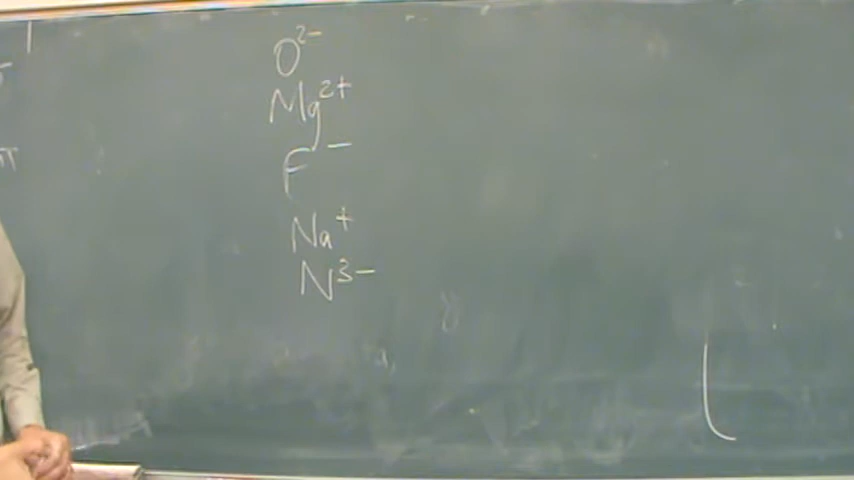 O²⁻
Mg²⁺
F⁻
Na⁺
N³⁻